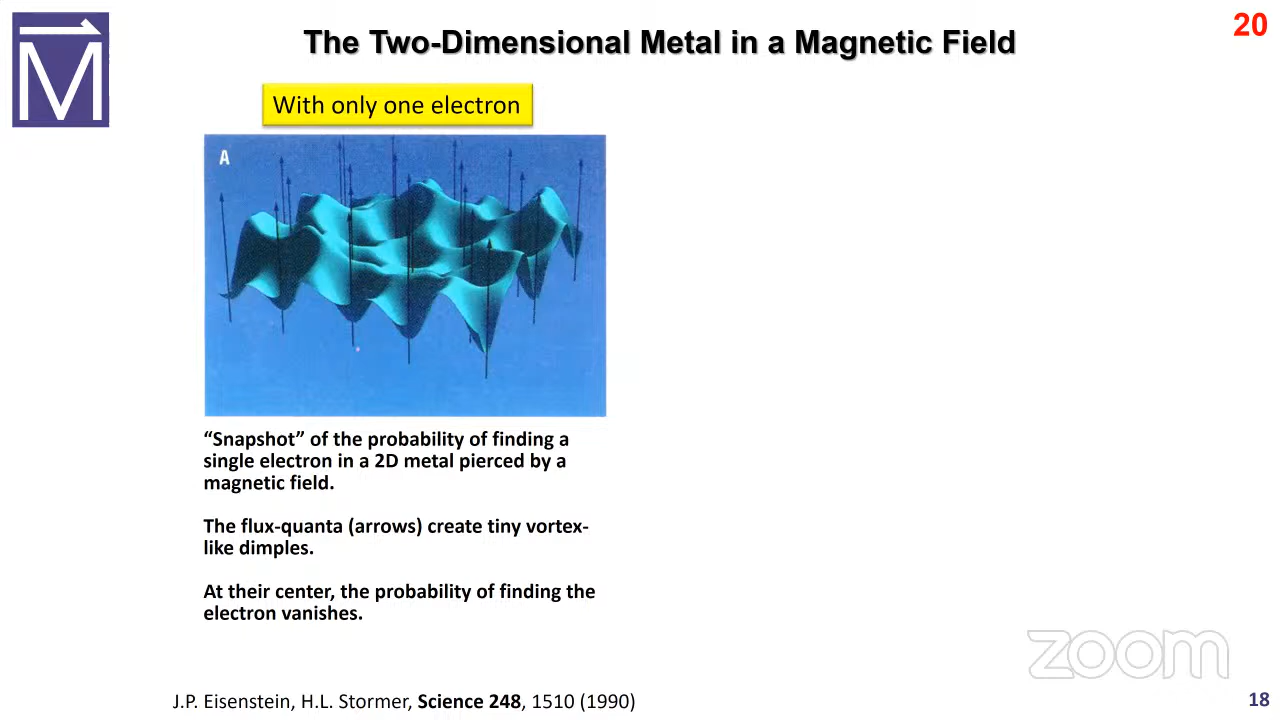 The Two-Dimensional Metal in a Magnetic Field
20
M
With only one electron
A
“Snapshot” of the probability of finding a
single electron in a 2D metal pierced by a
magnetic field.
The flux-quanta (arrows) create tiny vortex-
like dimples.
At their center, the probability of finding the
electron vanishes.
zoom
J.P. Eisenstein, H.L. Stormer, Science 248, 1510 (1990)
18